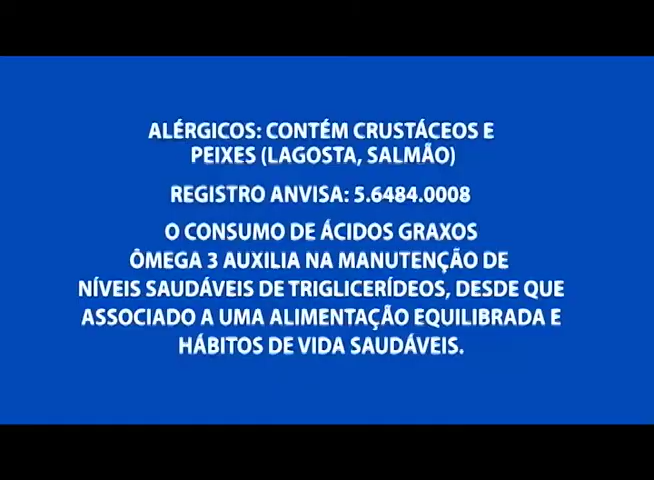 ALÉRGICOS: CONTÉM CRUSTÁCEOS E
PEIXES (LAGOSTA, SALMÃO)
REGISTRO ANVISA: 5.6484.0008
O CONSUMO DE ÁCIDOS GRAXOS
ÔMEGA 3 AUXILIA NA MANUTENÇÃO DE
NÍVEIS SAUDÁVEIS DE TRIGLICERÍDEOS, DESDE QUE
ASSOCIADO A UMA ALIMENTAÇÃO EQUILIBRADA E
HÁBITOS DE VIDA SAUDÁVEIS.